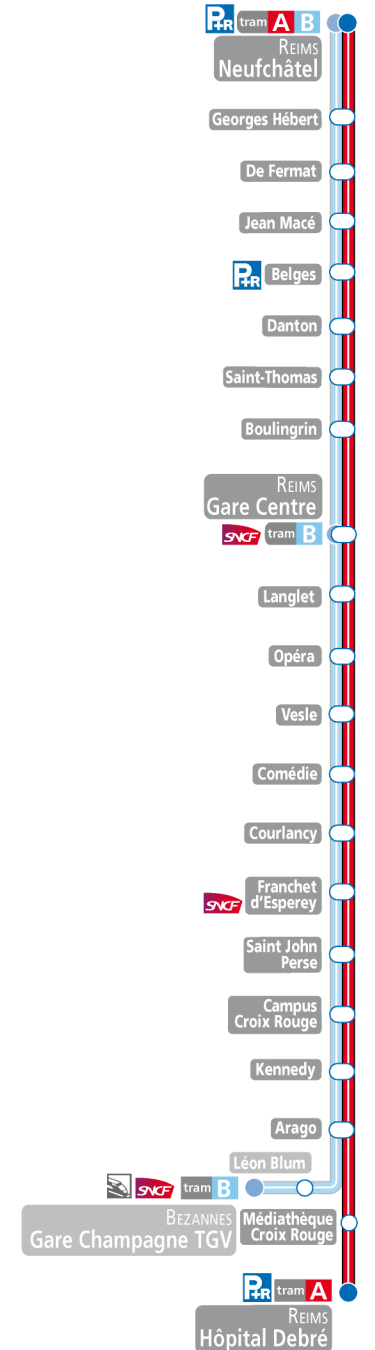 P+R tram A B
REIMS
Neufchâtel
Georges Hébert
De Fermat
Jean Macé
P+R Belges
Danton
Saint-Thomas
Boulingrin
REIMS
Gare Centre
SNCF tram B
Langlet
Opéra
Vesle
Comédie
Courlancy
Franchet
SNCF d'Esperey
Saint John
Perse
Campus
Croix Rouge
Kennedy
Arago
Léon Blum
SNCF tram B
BEZANNES
Gare Champagne TGV
Médiathèque
Croix Rouge
P+R tram A
REIMS
Hôpital Debré